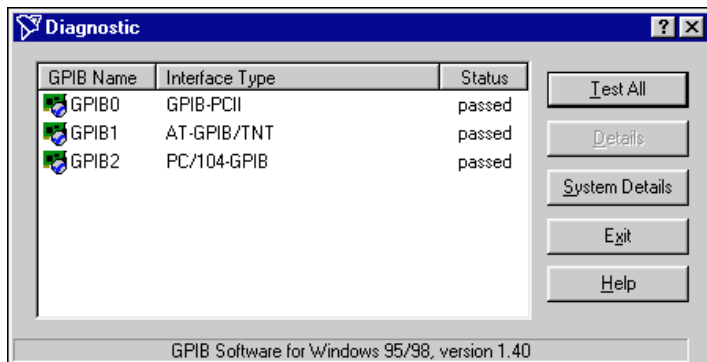 Diagnostic
GPIB Name Interface Type Status
GPIB0 GPIB-PCII passed
GPIB1 AT-GPIB/TNT passed
GPIB2 PC/104-GPIB passed
Test All
Details
System Details
Exit
Help
GPIB Software for Windows 95/98, version 1.40